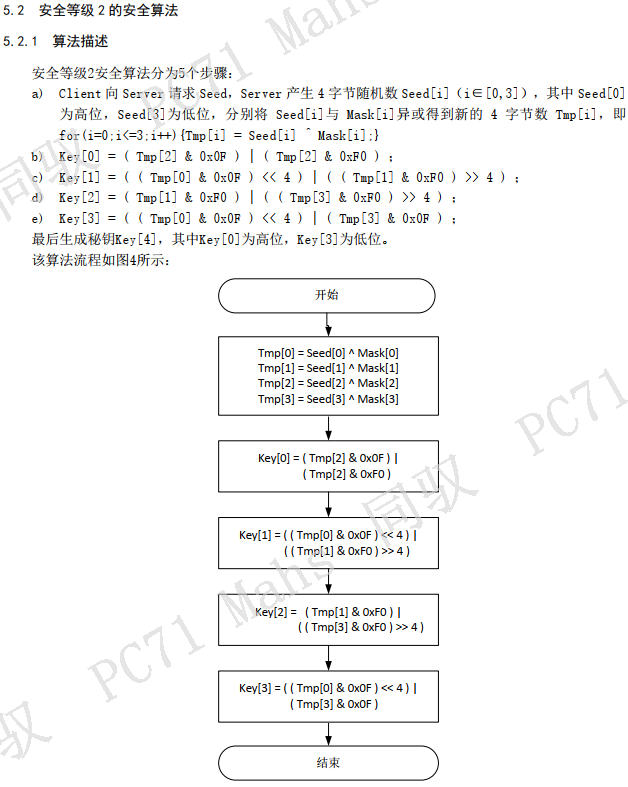 5.2 安全等级 2 的安全算法
5.2.1 算法描述
安全等级2安全算法分为5个步骤：
a) Client 向 Server 请求 Seed，Server 产生 4 字节随机数 Seed[i]（i∈[0,3]），其中 Seed[0]
为高位，Seed[3]为低位，分别将 Seed[i]与 Mask[i]异或得到新的 4 字节数 Tmp[i]，即
for(i=0;i<=3;i++){Tmp[i] = Seed[i] ^ Mask[i];}
b) Key[0] = ( Tmp[2] & 0x0F ) | ( Tmp[2] & 0xF0 ) ;
c) Key[1] = ( ( Tmp[0] & 0x0F ) << 4 ) | ( ( Tmp[1] & 0xF0 ) >> 4 ) ;
d) Key[2] = ( Tmp[1] & 0xF0 ) | ( ( Tmp[3] & 0xF0 ) >> 4 ) ;
e) Key[3] = ( ( Tmp[0] & 0x0F ) << 4 ) | ( Tmp[3] & 0x0F ) ;
最后生成秘钥Key[4]，其中Key[0]为高位，Key[3]为低位。
该算法流程如图4所示：
开始
Tmp[0] = Seed[0] ^ Mask[0]
Tmp[1] = Seed[1] ^ Mask[1]
Tmp[2] = Seed[2] ^ Mask[2]
Tmp[3] = Seed[3] ^ Mask[3]
Key[0] = ( Tmp[2] & 0x0F ) |
( Tmp[2] & 0xF0 )
Key[1] = ( ( Tmp[0] & 0x0F ) << 4 ) |
( ( Tmp[1] & 0xF0 ) >> 4 )
Key[2] = ( Tmp[1] & 0xF0 ) |
( ( Tmp[3] & 0xF0 ) >> 4 )
Key[3] = ( ( Tmp[0] & 0x0F ) << 4 ) |
( Tmp[3] & 0x0F )
结束
同驭 PC71 Mahs
同驭 PC71
驭 PC71 Mahs